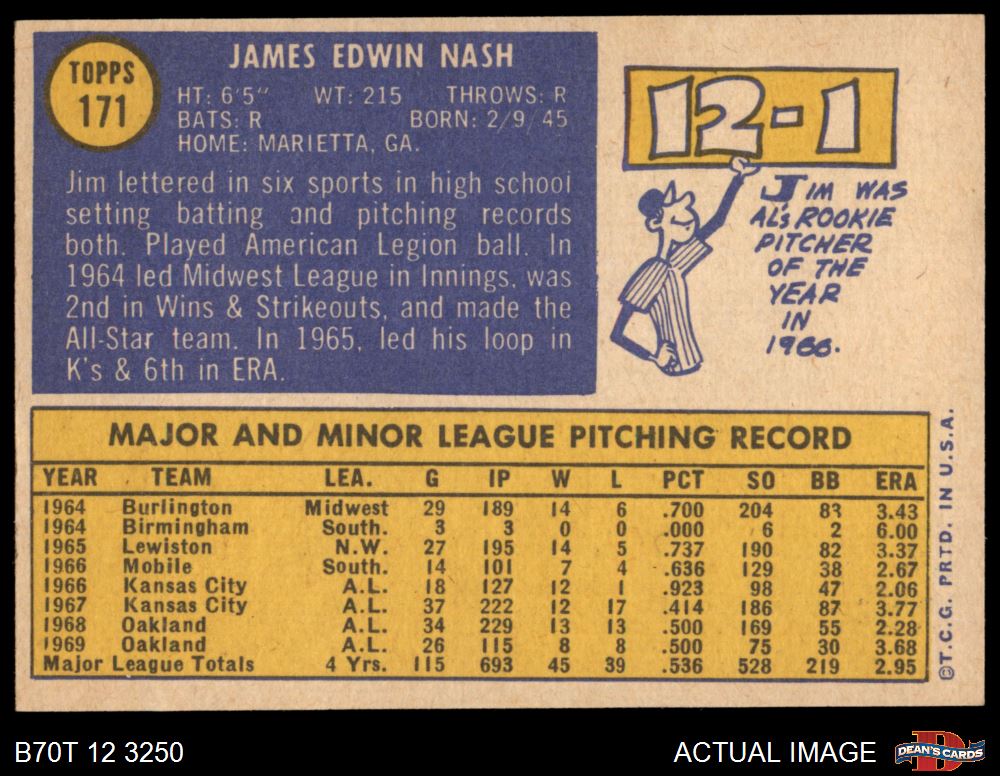 TOPPS
171
JAMES EDWIN NASH
HT: 6'5" WT: 215 THROWS: R
BATS: R BORN: 2/9/45
HOME: MARIETTA, GA.
Jim lettered in six sports in high school
setting batting and pitching records
both. Played American Legion ball. In
1964 led Midwest League in Innings, was
2nd in Wins & Strikeouts, and made the
All-Star team. In 1965, led his loop in
K's & 6th in ERA.
12-1
JIM WAS
AL's ROOKIE
PITCHER
OF THE
YEAR
IN
1966.
MAJOR AND MINOR LEAGUE PITCHING RECORD
YEAR TEAM LEA. G IP W L PCT SO BB ERA
1964 Burlington Midwest 29 189 14 6 .700 204 83 3.43
1964 Birmingham South. 3 3 0 0 .000 6 2 6.00
1965 Lewiston N.W. 27 195 14 5 .737 190 82 3.37
1966 Mobile South. 14 101 7 4 .636 129 38 2.67
1966 Kansas City A.L. 18 127 12 1 .923 98 47 2.06
1967 Kansas City A.L. 37 222 12 17 .414 186 87 3.77
1968 Oakland A.L. 34 229 13 13 .500 169 55 2.28
1969 Oakland A.L. 26 115 8 8 .500 75 30 3.68
Major League Totals 4 Yrs. 115 693 45 39 .536 528 219 2.95
©T.C.G. PRTD. IN U.S.A.
B70T 12 3250
ACTUAL IMAGE
DEAN'S CARDS